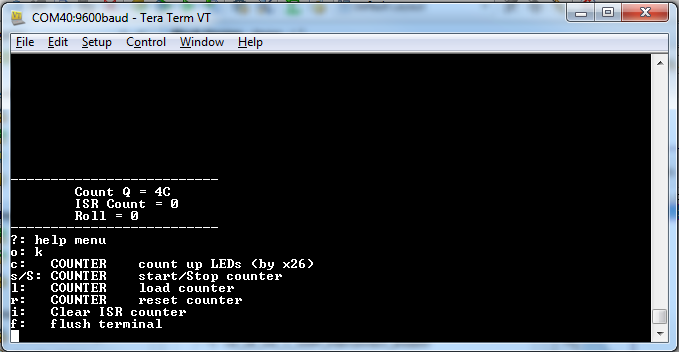 COM40:9600baud - Tera Term VT
File Edit Setup Control Window Help
---------------------------
Count Q = 4C
ISR Count = 0
Roll = 0
---------------------------
?: help menu
o: k
c: COUNTER count up LEDs (by x26)
s/S: COUNTER start/Stop counter
l: COUNTER load counter
r: COUNTER reset counter
i: Clear ISR counter
f: flush terminal